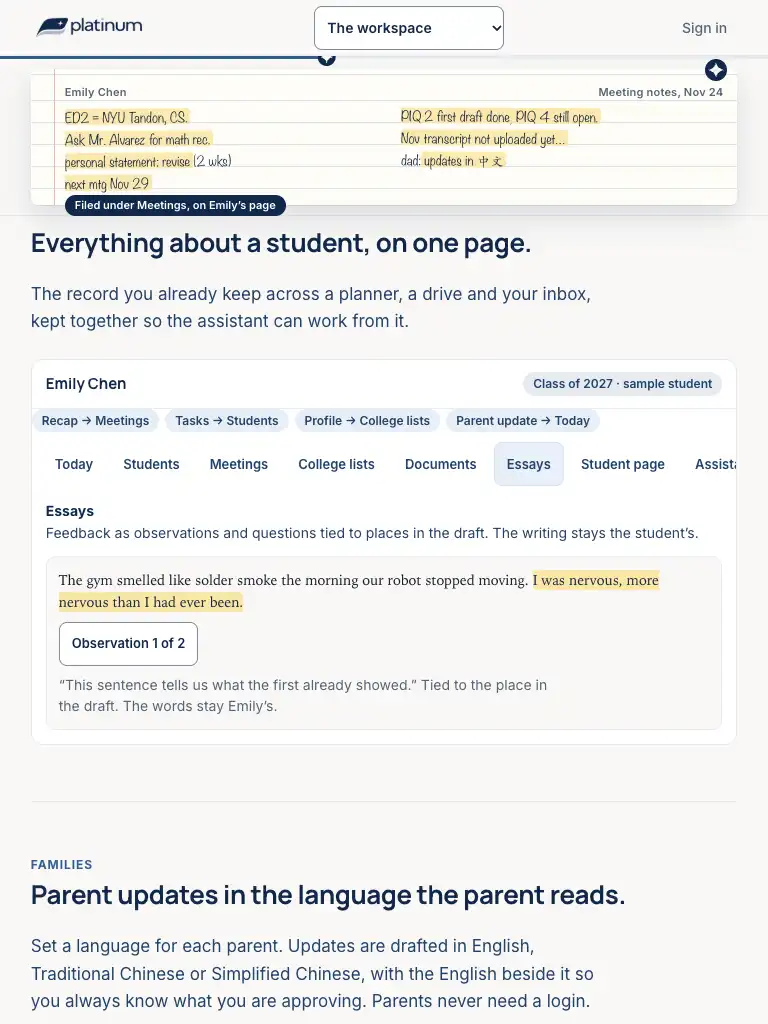 platinum
The workspace
Sign in
Emily Chen
Meeting notes, Nov 24
ED2 = NYU Tandon, CS.
Ask Mr. Alvarez for math rec.
personal statement: revise (2 wks)
next mtg Nov 29
PIQ 2 first draft done, PIQ 4 still open.
Nov transcript not uploaded yet…
dad: updates in 中文
Filed under Meetings, on Emily’s page
Everything about a student, on one page.
The record you already keep across a planner, a drive and your inbox,
kept together so the assistant can work from it.
Emily Chen
Class of 2027 · sample student
Recap → Meetings
Tasks → Students
Profile → College lists
Parent update → Today
Today
Students
Meetings
College lists
Documents
Essays
Student page
Assista
Essays
Feedback as observations and questions tied to places in the draft. The writing stays the student’s.
The gym smelled like solder smoke the morning our robot stopped moving. I was nervous, more
nervous than I had ever been.
Observation 1 of 2
“This sentence tells us what the first already showed.” Tied to the place in
the draft. The words stay Emily’s.
FAMILIES
Parent updates in the language the parent reads.
Set a language for each parent. Updates are drafted in English,
Traditional Chinese or Simplified Chinese, with the English beside it so
you always know what you are approving. Parents never need a login.